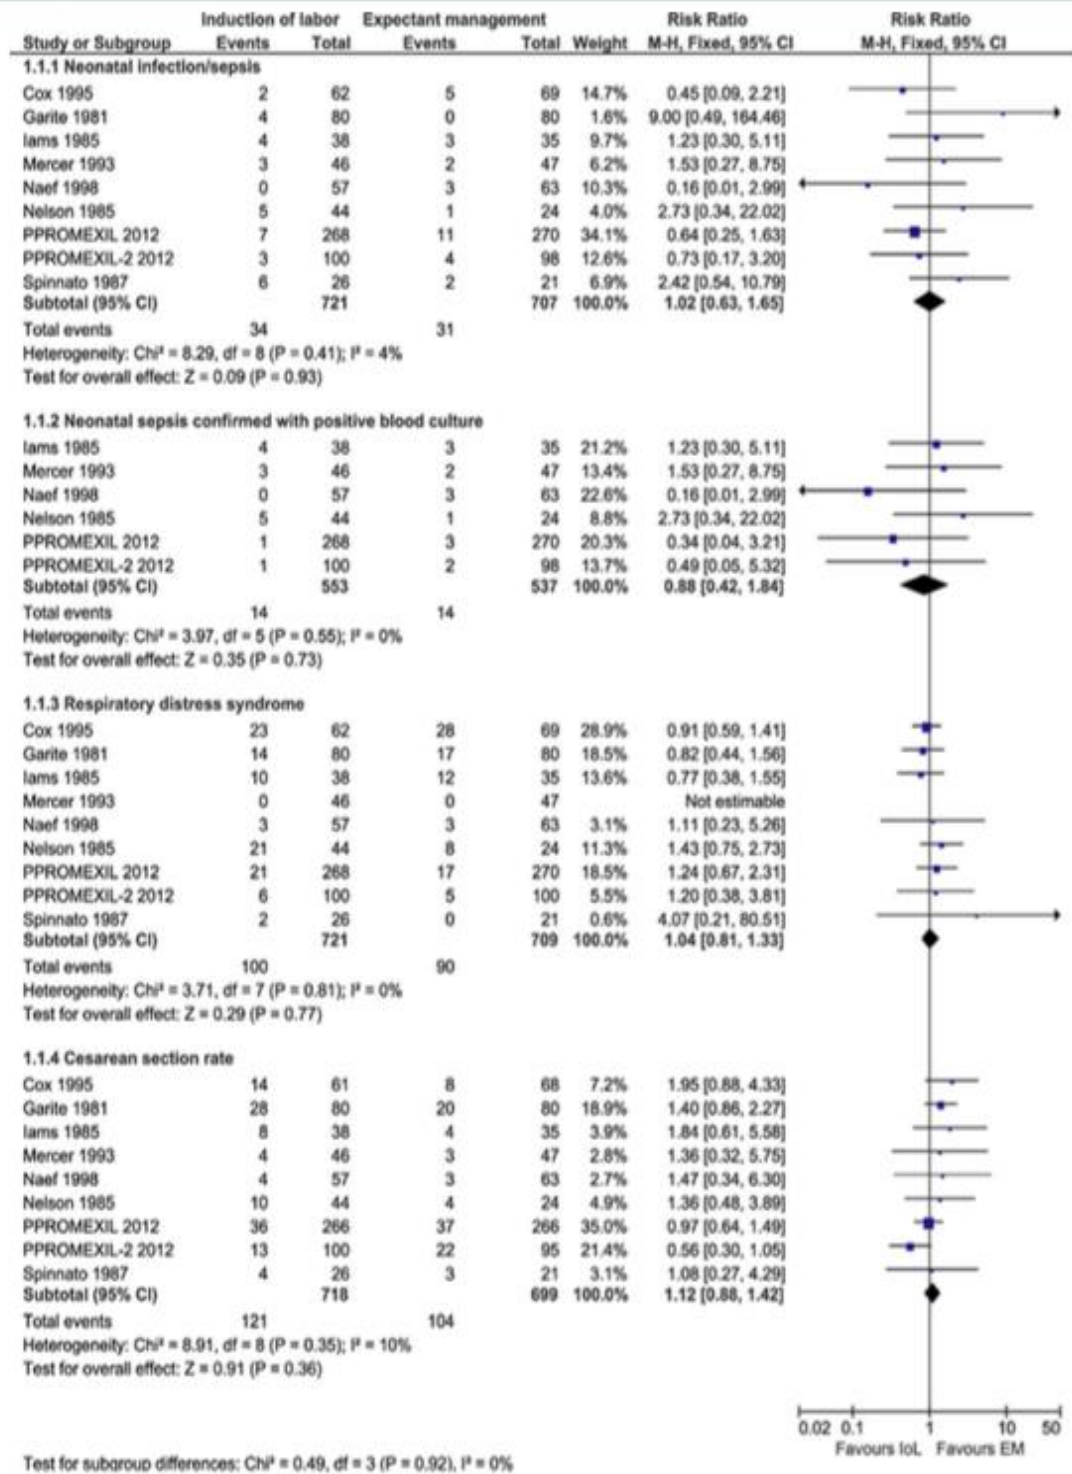 Induction of labor Expectant management Risk Ratio Risk Ratio
Study or Subgroup Events Total Events Total Weight M-H, Fixed, 95% CI M-H, Fixed, 95% CI
1.1.1 Neonatal infection/sepsis
Cox 1995 2 62 5 69 14.7% 0.45 [0.09, 2.21]
Garite 1981 4 80 0 80 1.6% 9.00 [0.49, 164.46]
Iams 1985 4 38 3 35 9.7% 1.23 [0.30, 5.11]
Mercer 1993 3 46 2 47 6.2% 1.53 [0.27, 8.75]
Naef 1998 0 57 3 63 10.3% 0.16 [0.01, 2.99]
Nelson 1985 5 44 1 24 4.0% 2.73 [0.34, 22.02]
PPROMEXIL 2012 7 268 11 270 34.1% 0.64 [0.25, 1.63]
PPROMEXIL-2 2012 3 100 4 98 12.6% 0.73 [0.17, 3.20]
Spinnato 1987 6 26 2 21 6.9% 2.42 [0.54, 10.79]
Subtotal (95% CI) 721 707 100.0% 1.02 [0.63, 1.65]
Total events 34 31
Heterogeneity: Chi² = 8.29, df = 8 (P = 0.41); I² = 4%
Test for overall effect: Z = 0.09 (P = 0.93)
1.1.2 Neonatal sepsis confirmed with positive blood culture
Iams 1985 4 38 3 35 21.2% 1.23 [0.30, 5.11]
Mercer 1993 3 46 2 47 13.4% 1.53 [0.27, 8.75]
Naef 1998 0 57 3 63 22.6% 0.16 [0.01, 2.99]
Nelson 1985 5 44 1 24 8.8% 2.73 [0.34, 22.02]
PPROMEXIL 2012 1 268 3 270 20.3% 0.34 [0.04, 3.21]
PPROMEXIL-2 2012 1 100 2 98 13.7% 0.49 [0.05, 5.32]
Subtotal (95% CI) 553 537 100.0% 0.88 [0.42, 1.84]
Total events 14 14
Heterogeneity: Chi² = 3.97, df = 5 (P = 0.55); I² = 0%
Test for overall effect: Z = 0.35 (P = 0.73)
1.1.3 Respiratory distress syndrome
Cox 1995 23 62 28 69 28.9% 0.91 [0.59, 1.41]
Garite 1981 14 80 17 80 18.5% 0.82 [0.44, 1.56]
Iams 1985 10 38 12 35 13.6% 0.77 [0.38, 1.55]
Mercer 1993 0 46 0 47 Not estimable
Naef 1998 3 57 3 63 3.1% 1.11 [0.23, 5.26]
Nelson 1985 21 44 8 24 11.3% 1.43 [0.75, 2.73]
PPROMEXIL 2012 21 268 17 270 18.5% 1.24 [0.67, 2.31]
PPROMEXIL-2 2012 6 100 5 100 5.5% 1.20 [0.38, 3.81]
Spinnato 1987 2 26 0 21 0.6% 4.07 [0.21, 80.51]
Subtotal (95% CI) 721 709 100.0% 1.04 [0.81, 1.33]
Total events 100 90
Heterogeneity: Chi² = 3.71, df = 7 (P = 0.81); I² = 0%
Test for overall effect: Z = 0.29 (P = 0.77)
1.1.4 Cesarean section rate
Cox 1995 14 61 8 68 7.2% 1.95 [0.88, 4.33]
Garite 1981 28 80 20 80 18.9% 1.40 [0.86, 2.27]
Iams 1985 8 38 4 35 3.9% 1.84 [0.61, 5.58]
Mercer 1993 4 46 3 47 2.8% 1.36 [0.32, 5.75]
Naef 1998 4 57 3 63 2.7% 1.47 [0.34, 6.30]
Nelson 1985 10 44 4 24 4.9% 1.36 [0.48, 3.89]
PPROMEXIL 2012 36 266 37 266 35.0% 0.97 [0.64, 1.49]
PPROMEXIL-2 2012 13 100 22 95 21.4% 0.56 [0.30, 1.05]
Spinnato 1987 4 26 3 21 3.1% 1.08 [0.27, 4.29]
Subtotal (95% CI) 718 699 100.0% 1.12 [0.88, 1.42]
Total events 121 104
Heterogeneity: Chi² = 8.91, df = 8 (P = 0.35); I² = 10%
Test for overall effect: Z = 0.91 (P = 0.36)
0.02 0.1 1 10 50
Favours IoL Favours EM
Test for subgroup differences: Chi² = 0.49, df = 3 (P = 0.92), I² = 0%